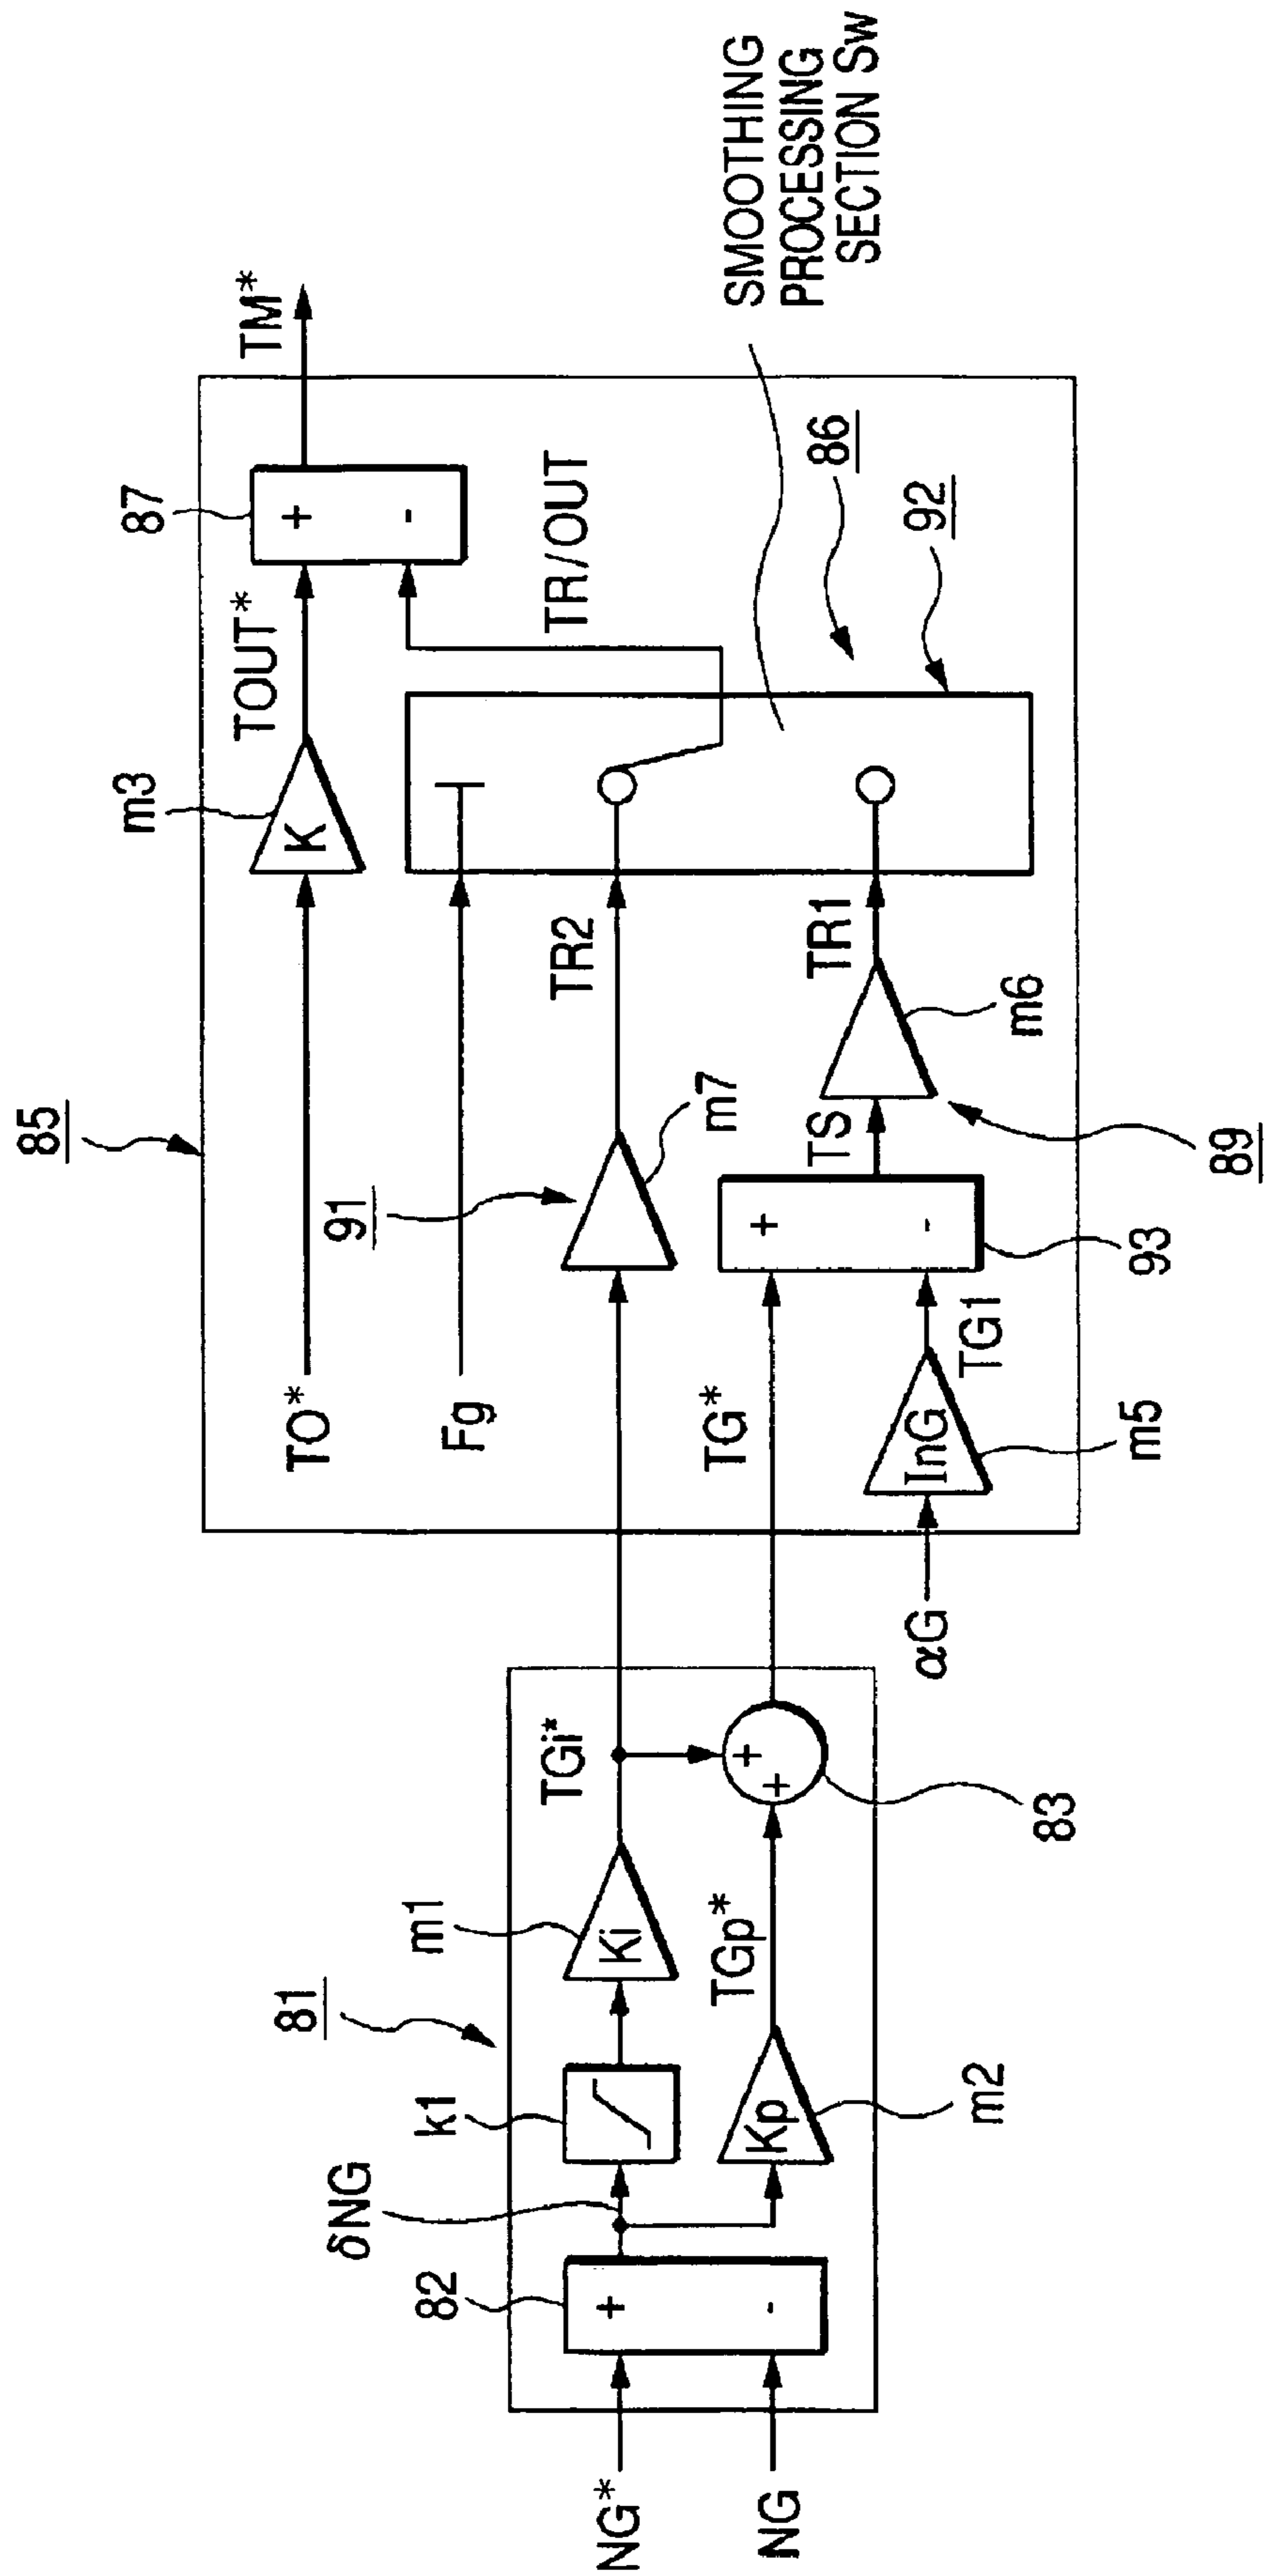 85
m3
87
TO*
K
TOUT*
+
-
TM*
Fg
TR/OUT
91
m7
TR2
86
92
SMOOTHING
PROCESSING
SECTION Sw
TG*
+
-
93
TS
m6
TR1
89
αG
InG
m5
TG1
81
NG*
NG
82
+
-
δNG
k1
m1
Ki
TGi*
Kp
m2
TGp*
+
+
83